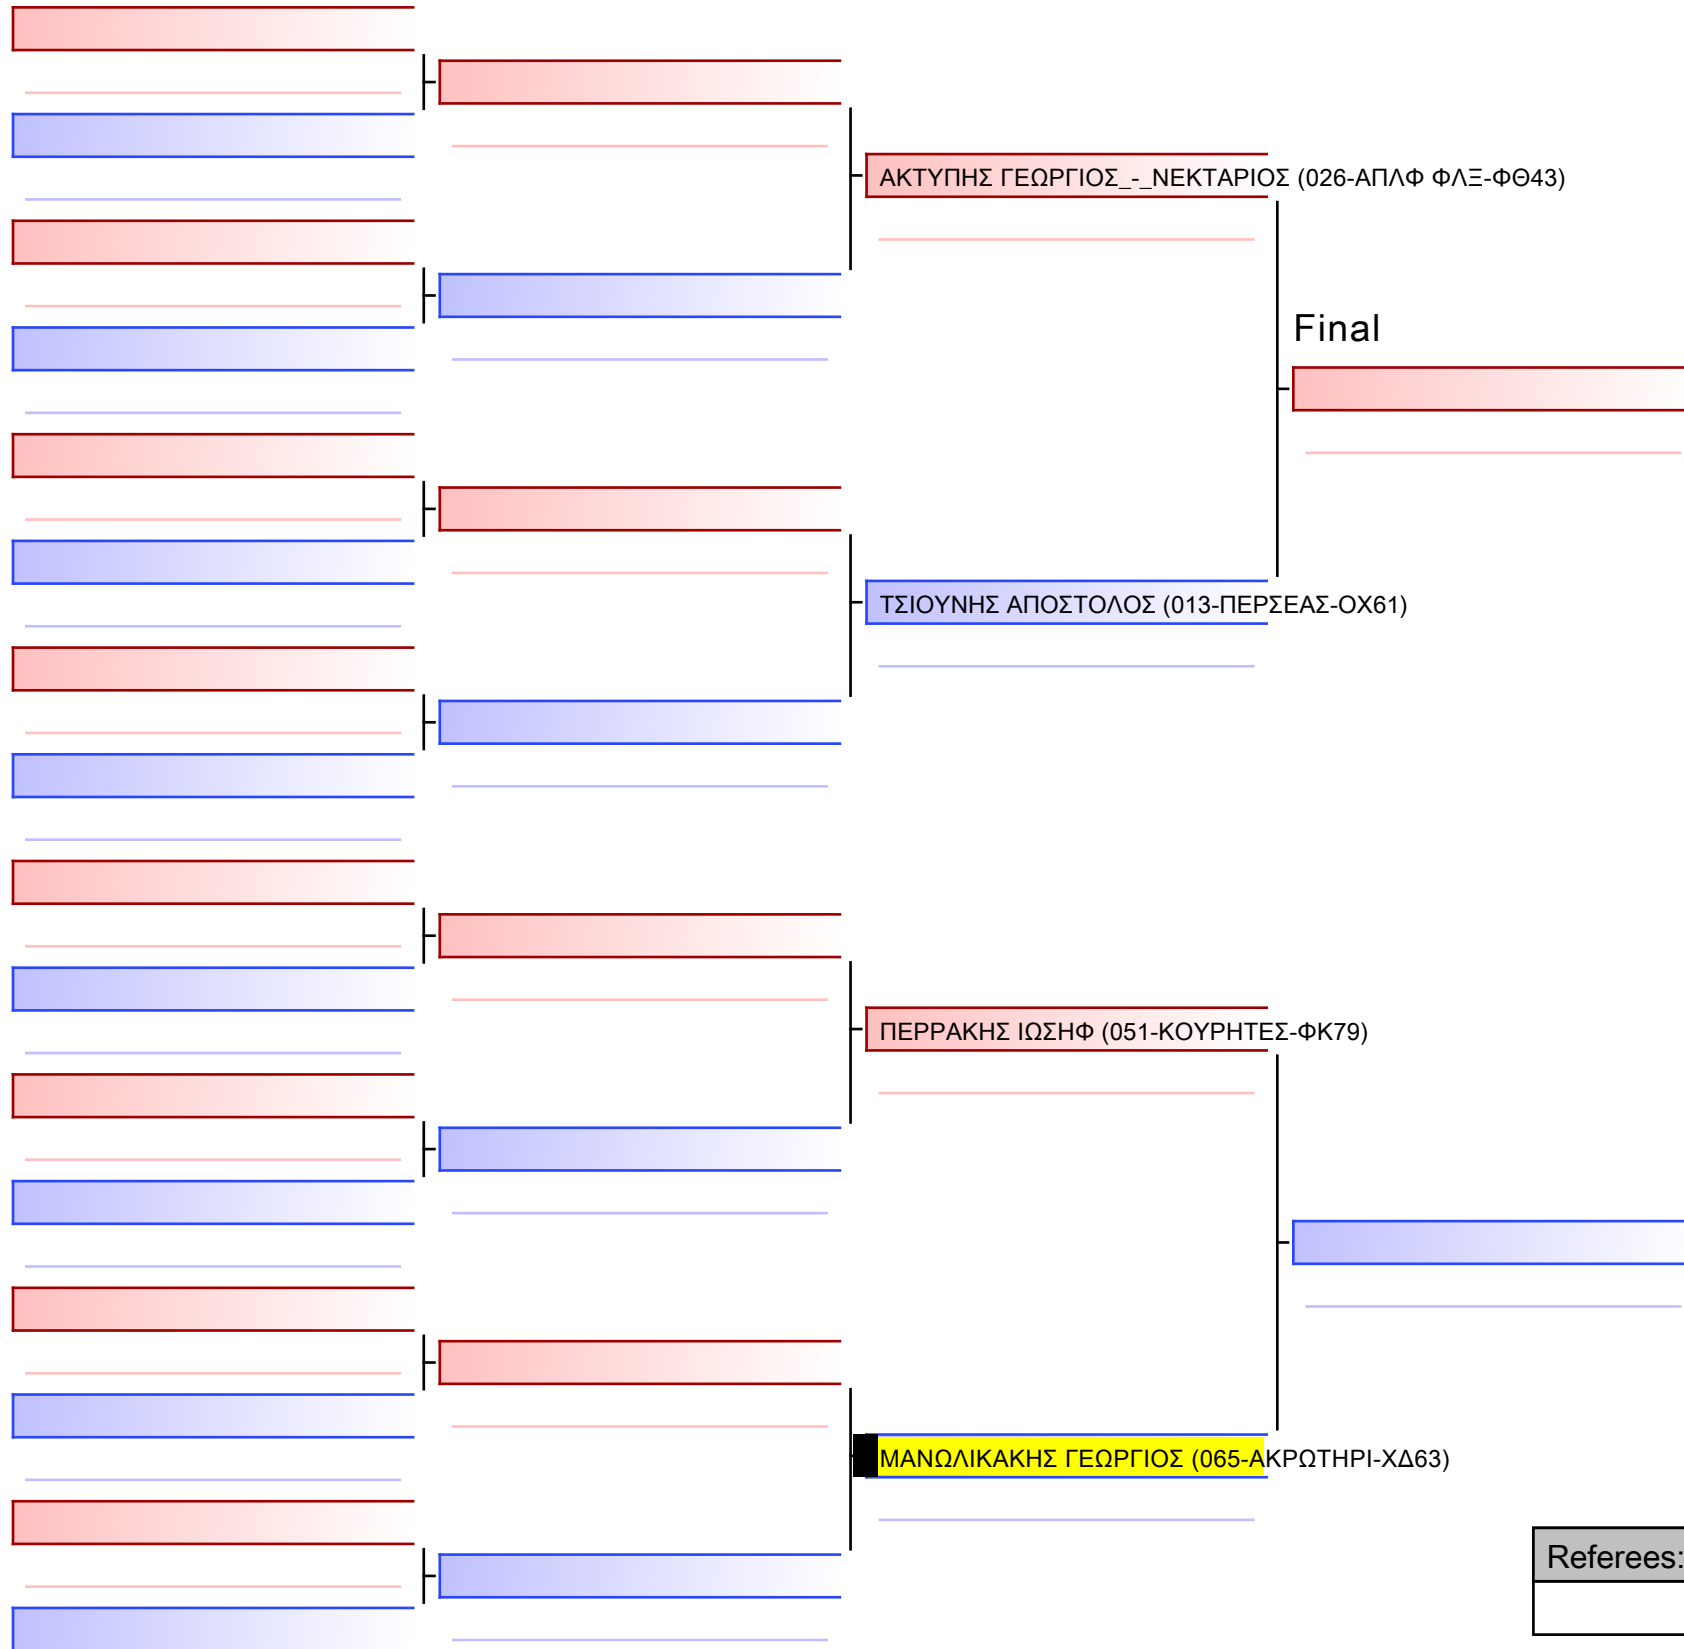 ΑΚΤΥΠΗΣ ΓΕΩΡΓΙΟΣ_-_ΝΕΚΤΑΡΙΟΣ (026-ΑΠΛΦ ΦΛΞ-ΦΘ43)
Final
ΤΣΙΟΥΝΗΣ ΑΠΟΣΤΟΛΟΣ (013-ΠΕΡΣΕΑΣ-ΟΧ61)
ΠΕΡΡΑΚΗΣ ΙΩΣΗΦ (051-ΚΟΥΡΗΤΕΣ-ΦΚ79)
ΜΑΝΩΛΙΚΑΚΗΣ ΓΕΩΡΓΙΟΣ (065-ΑΚΡΩΤΗΡΙ-ΧΔ63)
Referees: